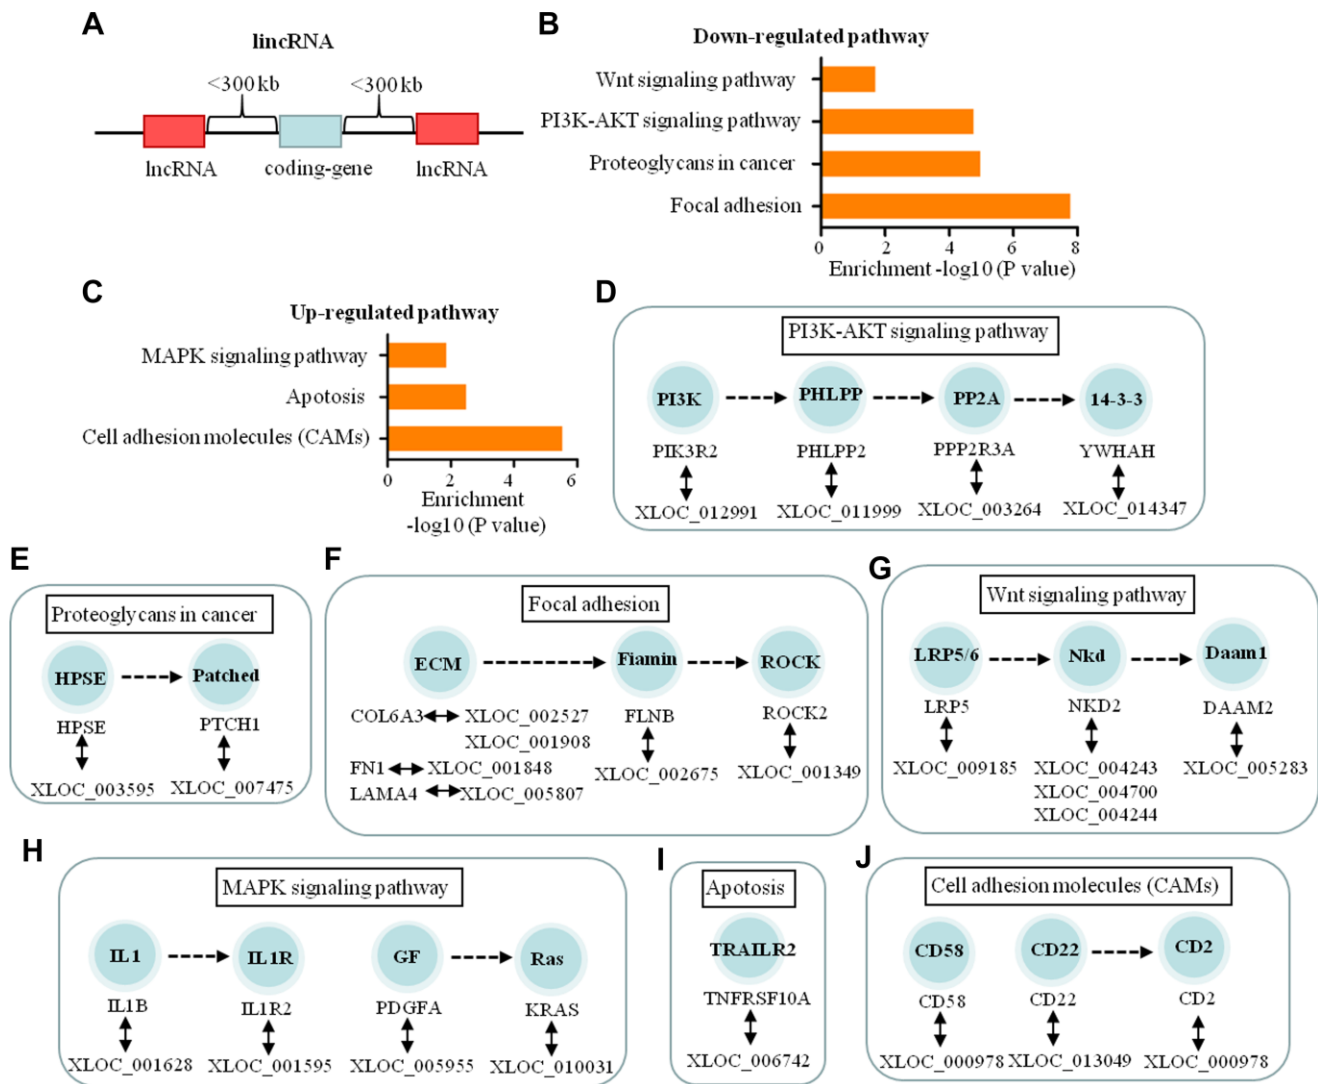 A
lincRNA
<300 kb <300 kb
lncRNA coding-gene lncRNA
B
Down-regulated pathway
Wnt signaling pathway
PI3K-AKT signaling pathway
Proteoglycans in cancer
Focal adhesion
0 2 4 6 8
Enrichment -log10 (P value)
C
Up-regulated pathway
MAPK signaling pathway
Apotosis
Cell adhesion molecules (CAMs)
0 2 4 6
Enrichment
-log10 (P value)
D
PI3K-AKT signaling pathway
PI3K PHLPP PP2A 14-3-3
PIK3R2 PHLPP2 PPP2R3A YWHAH
XLOC_012991 XLOC_011999 XLOC_003264 XLOC_014347
E
Proteoglycans in cancer
HPSE Patched
HPSE PTCH1
XLOC_003595 XLOC_007475
F
Focal adhesion
ECM Fiamin ROCK
COL6A3 XLOC_002527 FLNB ROCK2
XLOC_001908
FN1 XLOC_001848 XLOC_002675 XLOC_001349
LAMA4 XLOC_005807
G
Wnt signaling pathway
LRP5/6 Nkd Daam1
LRP5 NKD2 DAAM2
XLOC_009185 XLOC_004243 XLOC_005283
XLOC_004700
XLOC_004244
H
MAPK signaling pathway
IL1 IL1R GF Ras
IL1B IL1R2 PDGFA KRAS
XLOC_001628 XLOC_001595 XLOC_005955 XLOC_010031
I
Apotosis
TRAILR2
TNFRSF10A
XLOC_006742
J
Cell adhesion molecules (CAMs)
CD58 CD22 CD2
CD58 CD22 CD2
XLOC_000978 XLOC_013049 XLOC_000978